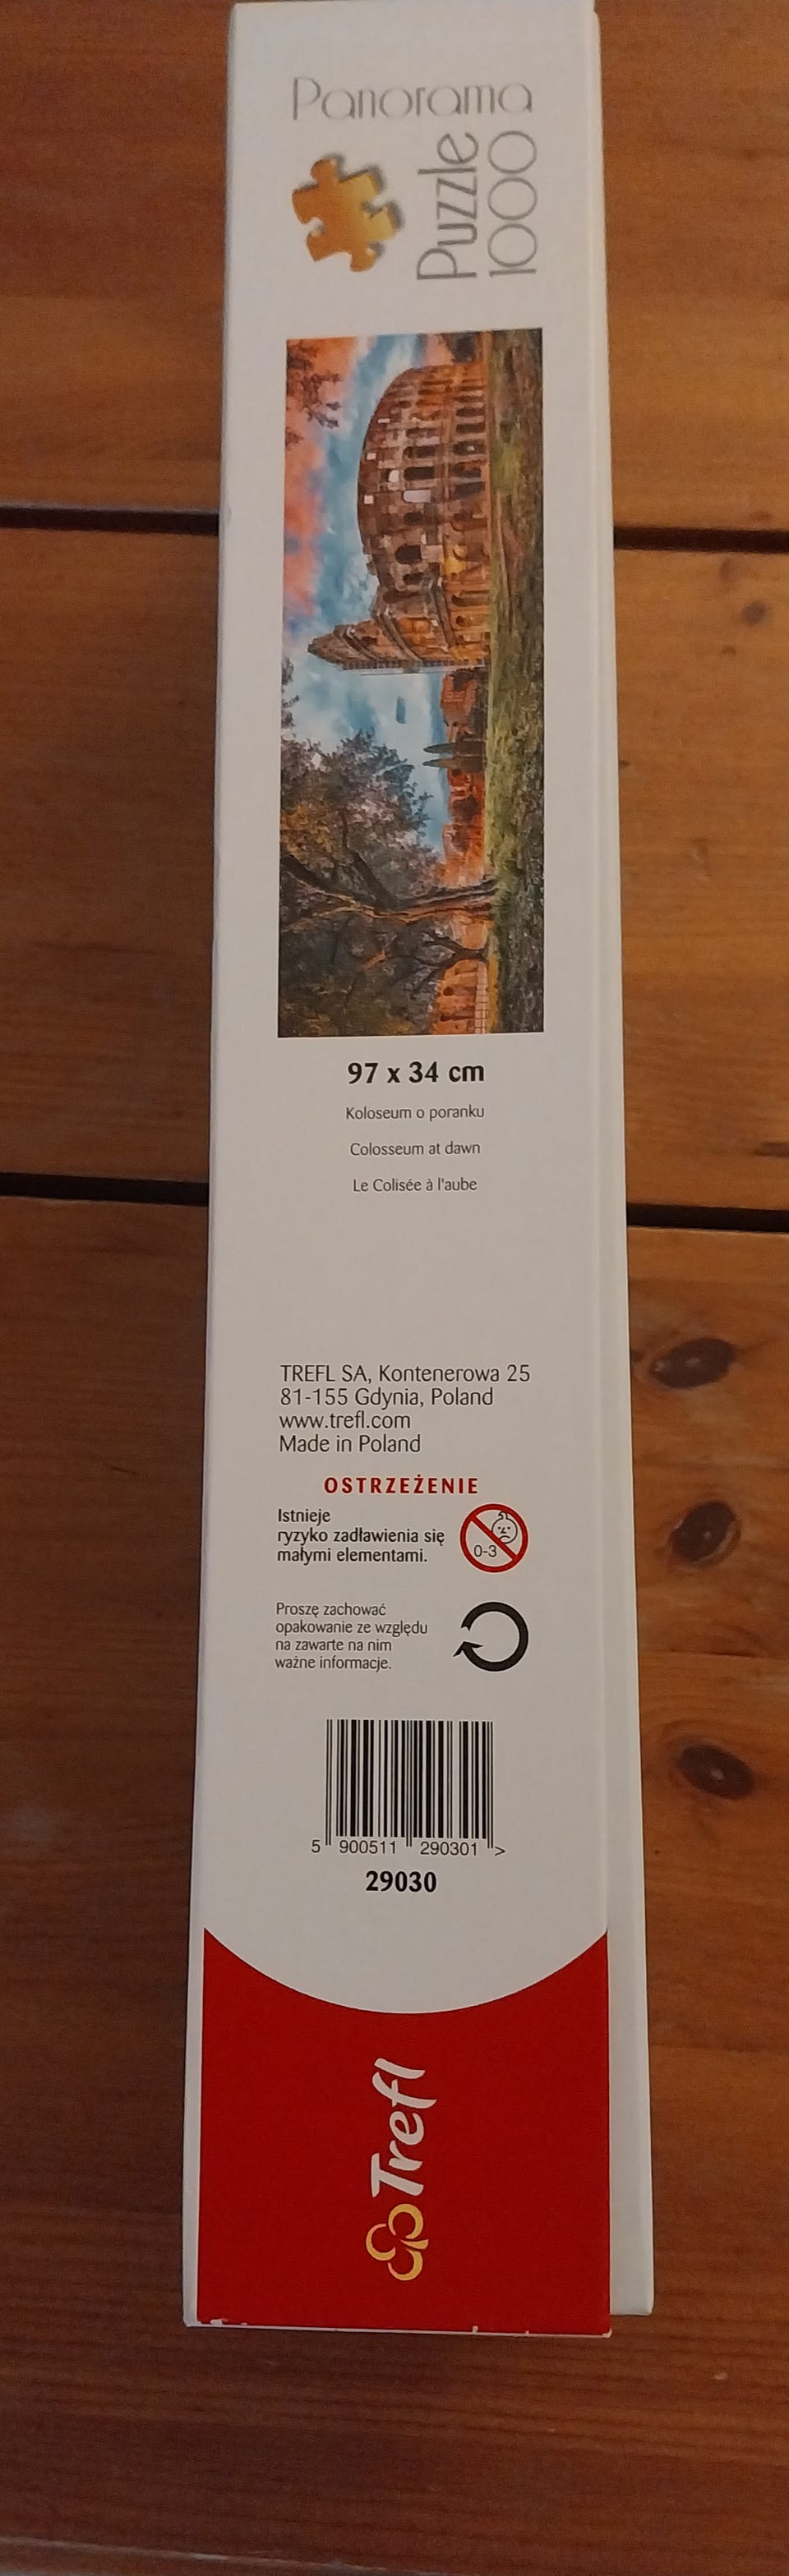 Panorama
Puzzle
1000
97 x 34 cm
Koloseum o poranku
Colosseum at dawn
Le Colisée à l'aube
TREFL SA, Kontenerowa 25
81-155 Gdynia, Poland
www.trefl.com
Made in Poland
OSTRZEŻENIE
Istnieje
ryzyko zadławienia się
małymi elementami.
0-3
Proszę zachować
opakowanie ze względu
na zawarte na nim
ważne informacje.
5 900511 290301 >
29030
Trefl